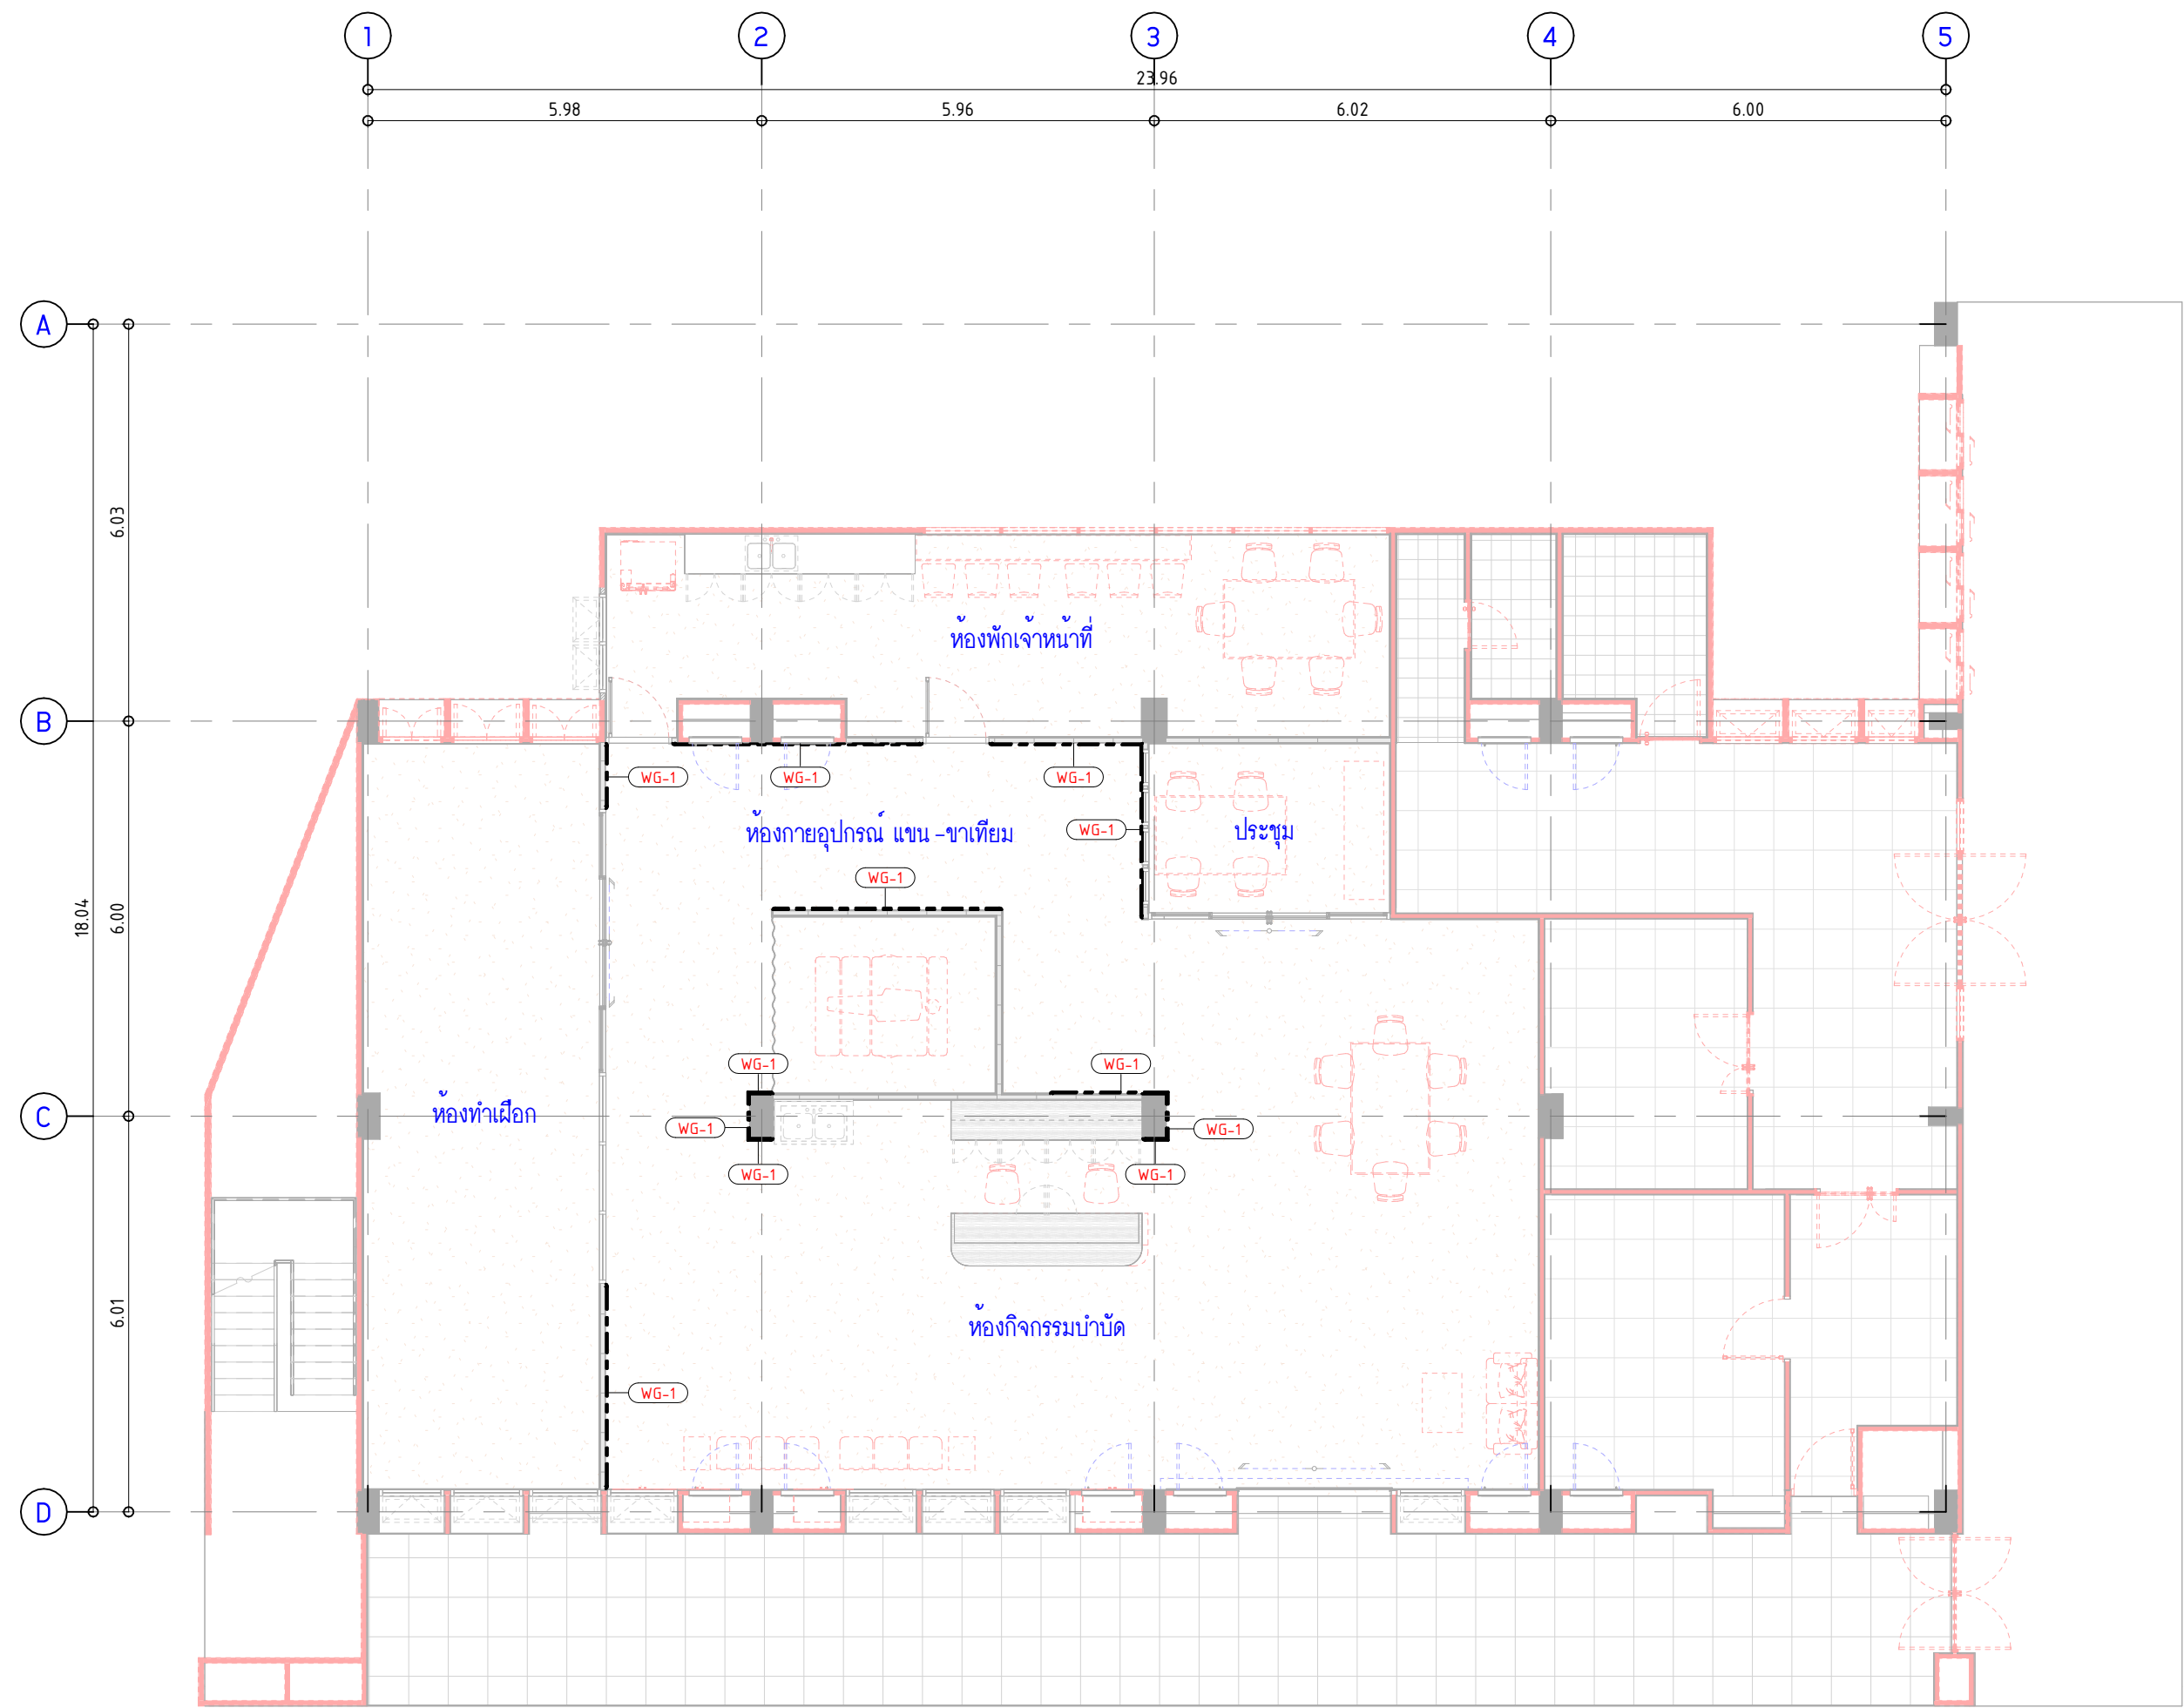 1
2
3
4
5
23.96
5.98
5.96
6.02
6.00
A
6.03
ห้องพักเจ้าหน้าที่
B
WG-1
WG-1
WG-1
ห้องกายอุปกรณ์ แขน-ขาเทียม
WG-1
ประชุม
WG-1
18.04
6.00
WG-1
WG-1
C
ห้องทำเฝือก
WG-1
WG-1
WG-1
WG-1
6.01
ห้องกิจกรรมบำบัด
WG-1
D